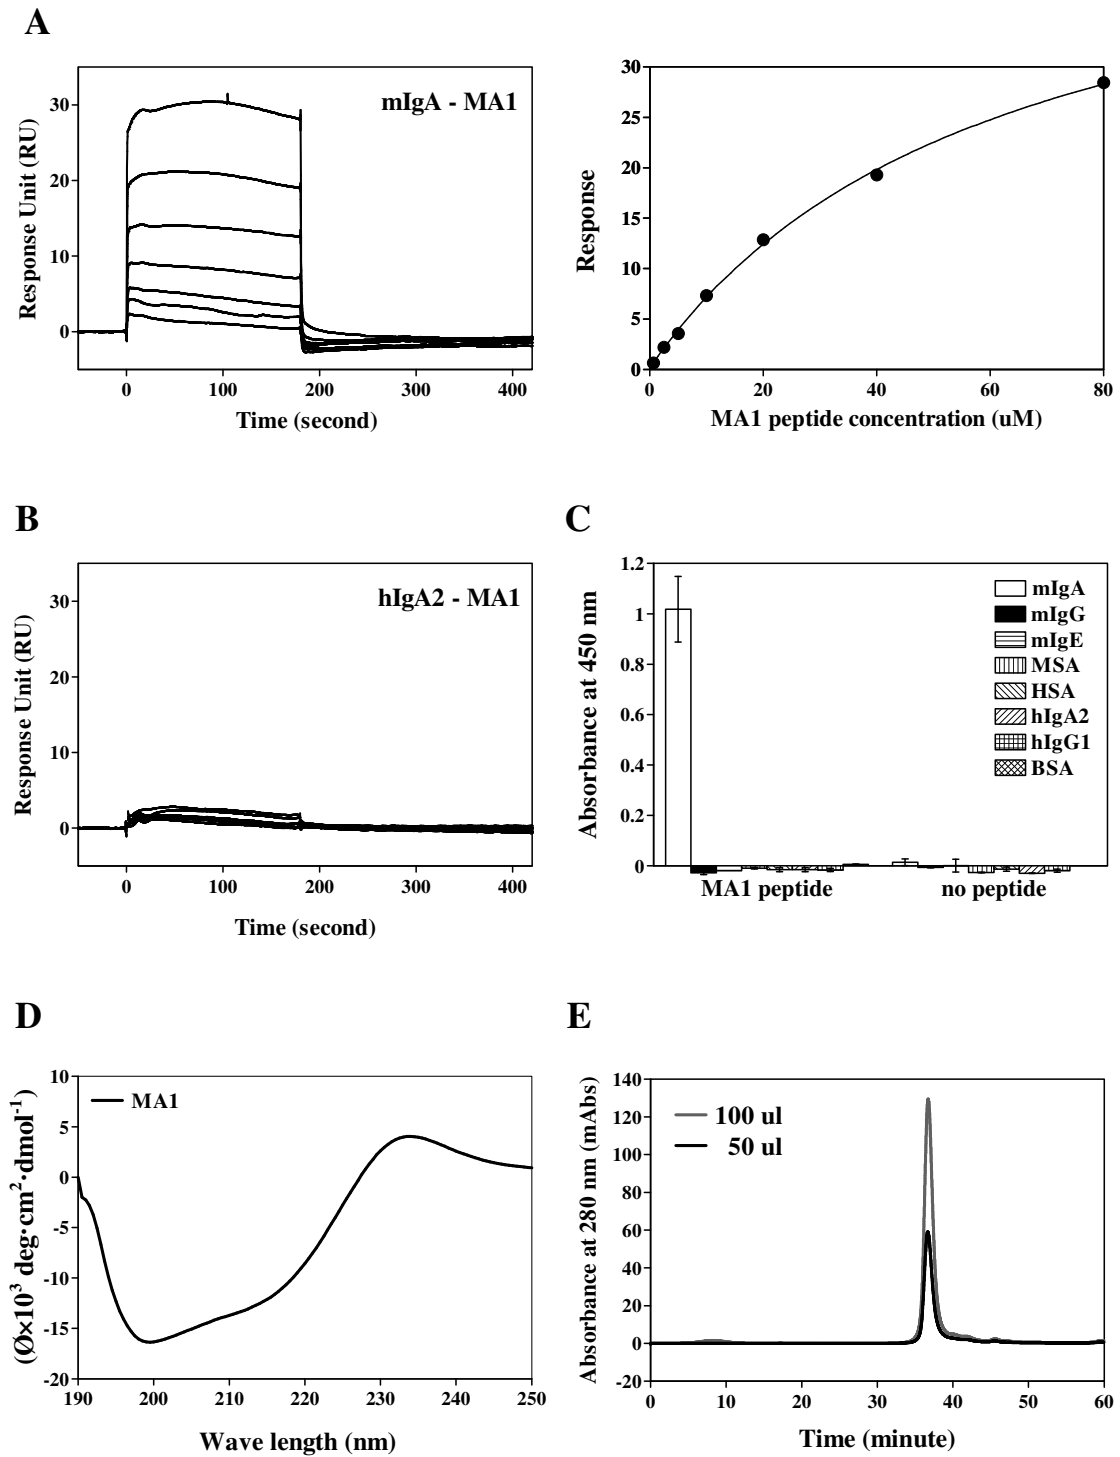 A
mIgA - MA1
Response Unit (RU)
30
20
10
0
0 100 200 300 400
Time (second)
Response
30
25
20
15
10
5
0
0 20 40 60 80
MA1 peptide concentration (uM)
B
hIgA2 - MA1
Response Unit (RU)
30
20
10
0
0 100 200 300 400
Time (second)
C
Absorbance at 450 nm
1.2
1
0.8
0.6
0.4
0.2
0
mIgA
mIgG
mIgE
MSA
HSA
hIgA2
hIgG1
BSA
MA1 peptide no peptide
D
(Ø×10³ deg·cm²·dmol⁻¹)
10
5
0
-5
-10
-15
-20
MA1
190 200 210 220 230 240 250
Wave length (nm)
E
Absorbance at 280 nm (mAbs)
140
120
100
80
60
40
20
0
-20
100 ul
50 ul
0 10 20 30 40 50 60
Time (minute)